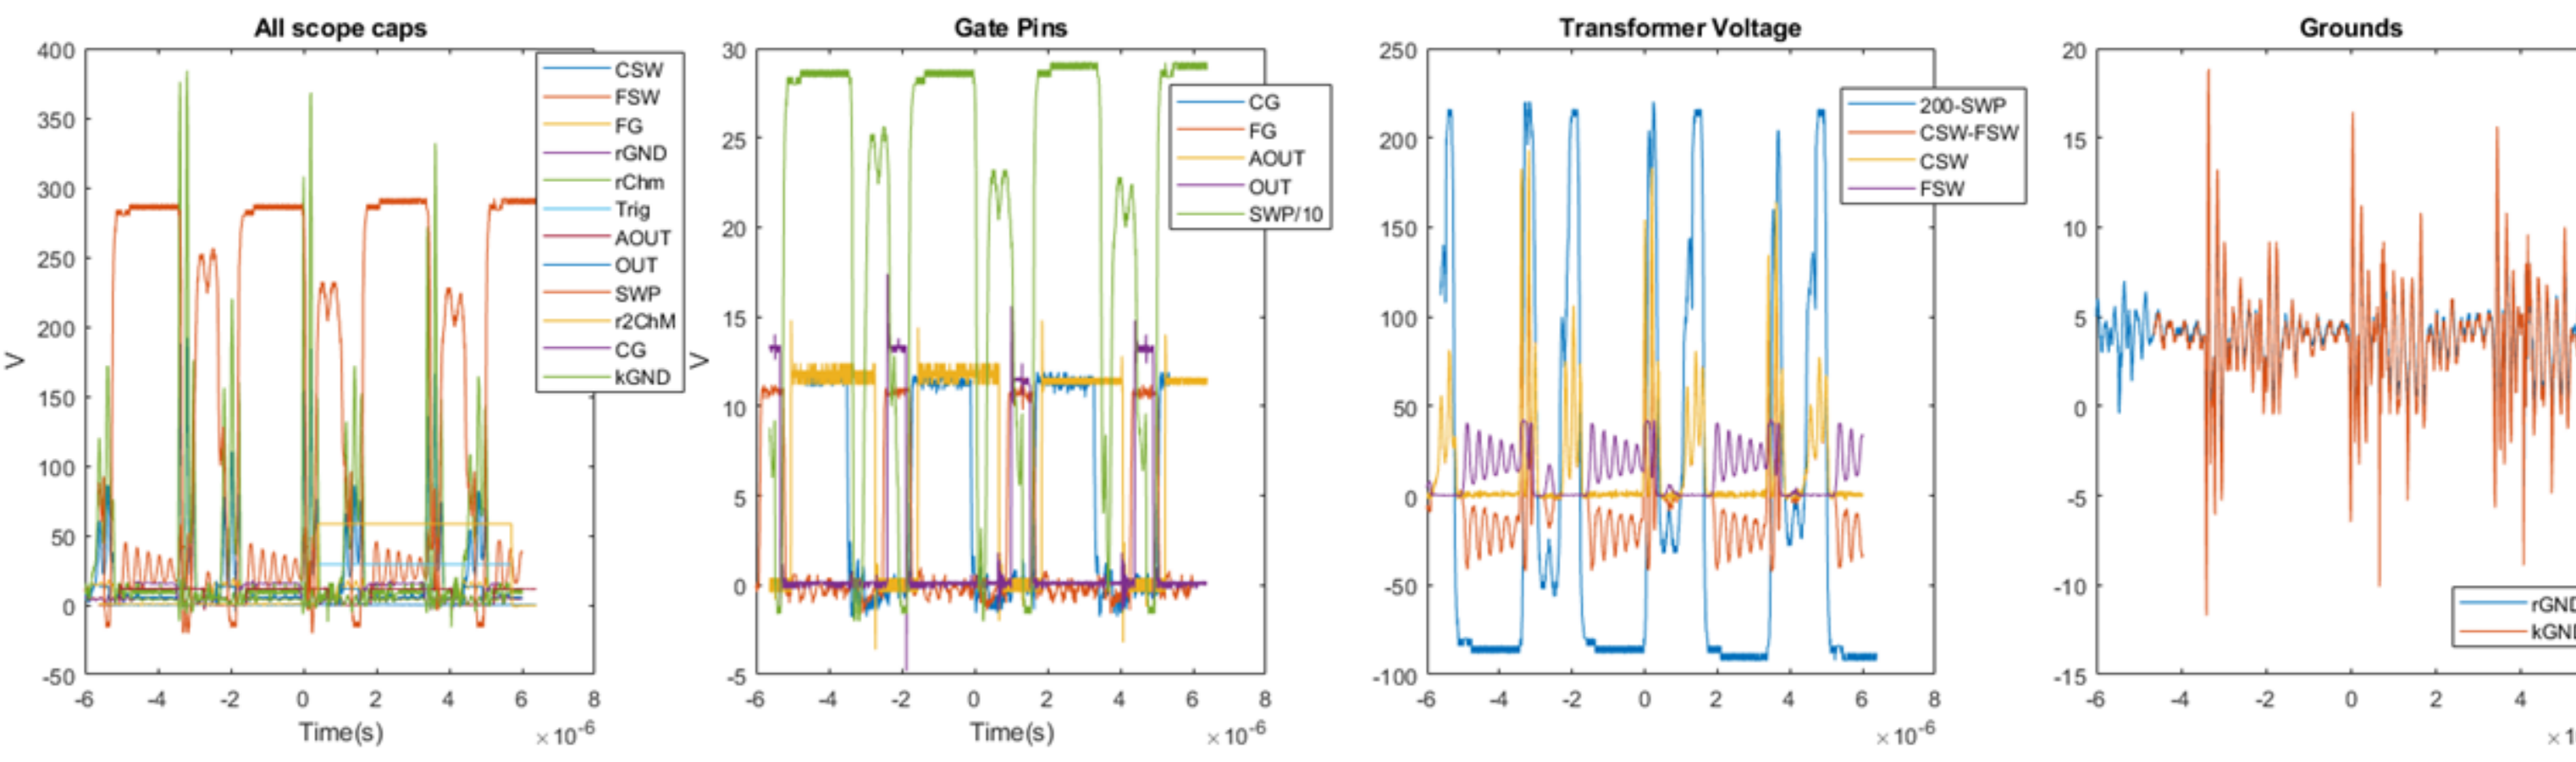 All scope caps
400
350
300
250
200
150
100
50
0
-50
V
-6 -4 -2 0 2 4 6 8
Time(s)
×10-6
CSW
FSW
FG
rGND
rChm
Trig
AOUT
OUT
SWP
r2ChM
CG
kGND
Gate Pins
30
25
20
15
10
5
0
-5
V
-6 -4 -2 0 2 4 6 8
Time(s)
×10-6
CG
FG
AOUT
OUT
SWP/10
Transformer Voltage
250
200
150
100
50
0
-50
-100
-6 -4 -2 0 2 4 6 8
×10-6
200-SWP
CSW-FSW
CSW
FSW
Grounds
20
15
10
5
0
-5
-10
-15
-6 -4 -2 0 2 4
×1
rGND
kGND